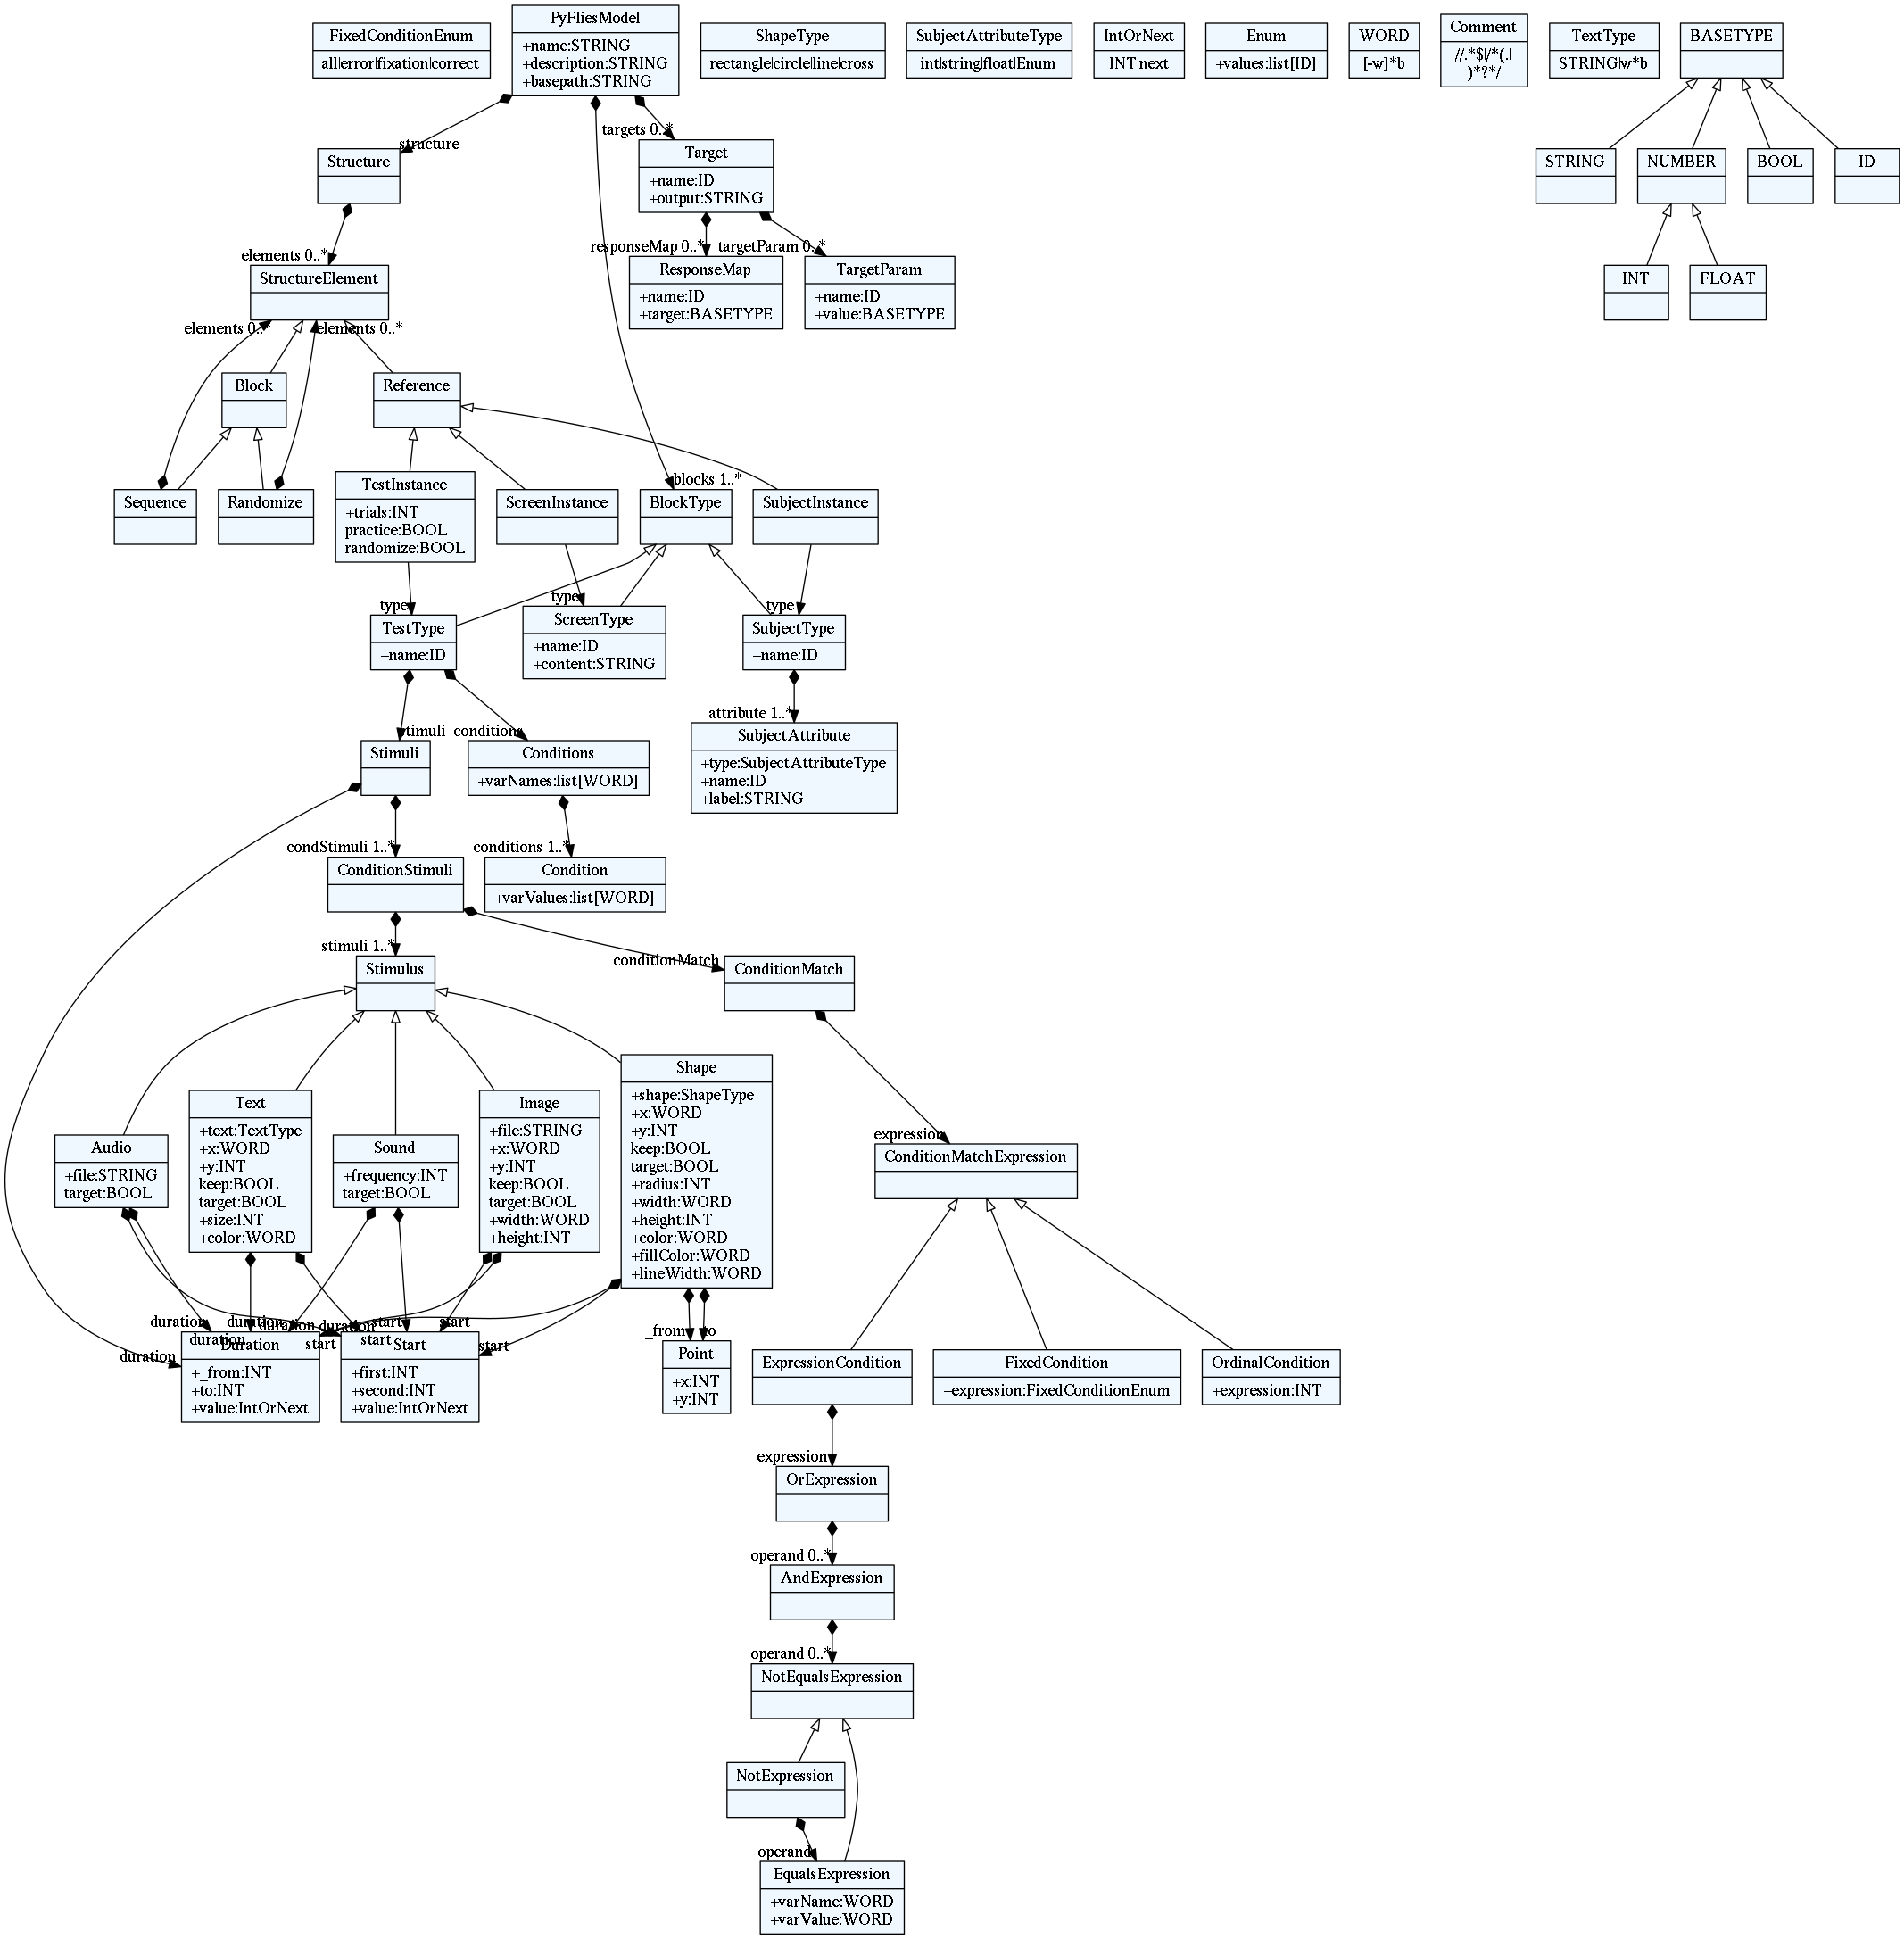 FixedConditionEnum
all|error|fixation|correct
PyFliesModel
+name:STRING
+description:STRING
+basepath:STRING
ShapeType
rectangle|circle|line|cross
SubjectAttributeType
int|string|float|Enum
IntOrNext
INT|next
Enum
+values:list[ID]
WORD
[-w]*b
Comment
//.*$|/*(.|
)*?*/
TextType
STRING|w*b
BASETYPE
structure
targets 0..*
Structure
Target
+name:ID
+output:STRING
STRING
NUMBER
BOOL
ID
elements 0..*
StructureElement
responseMap 0..*
targetParam 0..*
ResponseMap
+name:ID
+target:BASETYPE
TargetParam
+name:ID
+value:BASETYPE
INT
FLOAT
elements 0..*
elements 0..*
Block
Reference
blocks 1..*
Sequence
Randomize
TestInstance
+trials:INT
practice:BOOL
randomize:BOOL
ScreenInstance
BlockType
SubjectInstance
type
type
type
TestType
+name:ID
ScreenType
+name:ID
+content:STRING
SubjectType
+name:ID
stimuli
conditions
attribute 1..*
Stimuli
Conditions
+varNames:list[WORD]
SubjectAttribute
+type:SubjectAttributeType
+name:ID
+label:STRING
condStimuli 1..*
conditions 1..*
ConditionStimuli
Condition
+varValues:list[WORD]
stimuli 1..*
conditionMatch
Stimulus
ConditionMatch
Audio
+file:STRING
target:BOOL
Text
+text:TextType
+x:WORD
+y:INT
keep:BOOL
target:BOOL
+size:INT
+color:WORD
Sound
+frequency:INT
target:BOOL
Image
+file:STRING
+x:WORD
+y:INT
keep:BOOL
target:BOOL
+width:WORD
+height:INT
Shape
+shape:ShapeType
+x:WORD
+y:INT
keep:BOOL
target:BOOL
+radius:INT
+width:WORD
+height:INT
+color:WORD
+fillColor:WORD
+lineWidth:WORD
expression
ConditionMatchExpression
duration
duration
duration
duration
duration
duration
start
start
start
start
start
_from
to
Duration
+_from:INT
+to:INT
+value:IntOrNext
Start
+first:INT
+second:INT
+value:IntOrNext
Point
+x:INT
+y:INT
ExpressionCondition
FixedCondition
+expression:FixedConditionEnum
OrdinalCondition
+expression:INT
expression
OrExpression
operand 0..*
AndExpression
operand 0..*
NotEqualsExpression
NotExpression
operand
EqualsExpression
+varName:WORD
+varValue:WORD